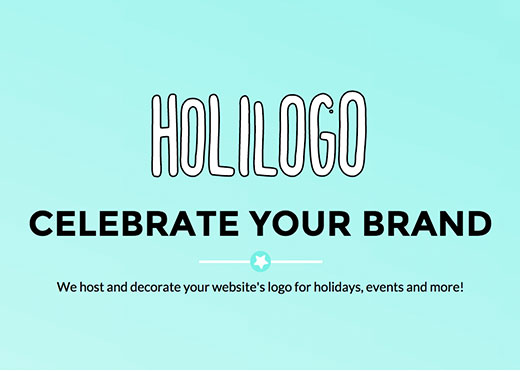 HOLILOGO
CELEBRATE YOUR BRAND
We host and decorate your website's logo for holidays, events and more!